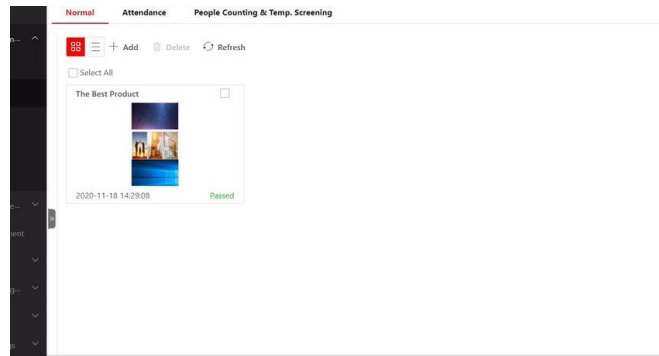 Normal Attendance People Counting & Temp. Screening
Add Delete Refresh
Select All
The Best Product
2020-11-18 14:29:08 Passed